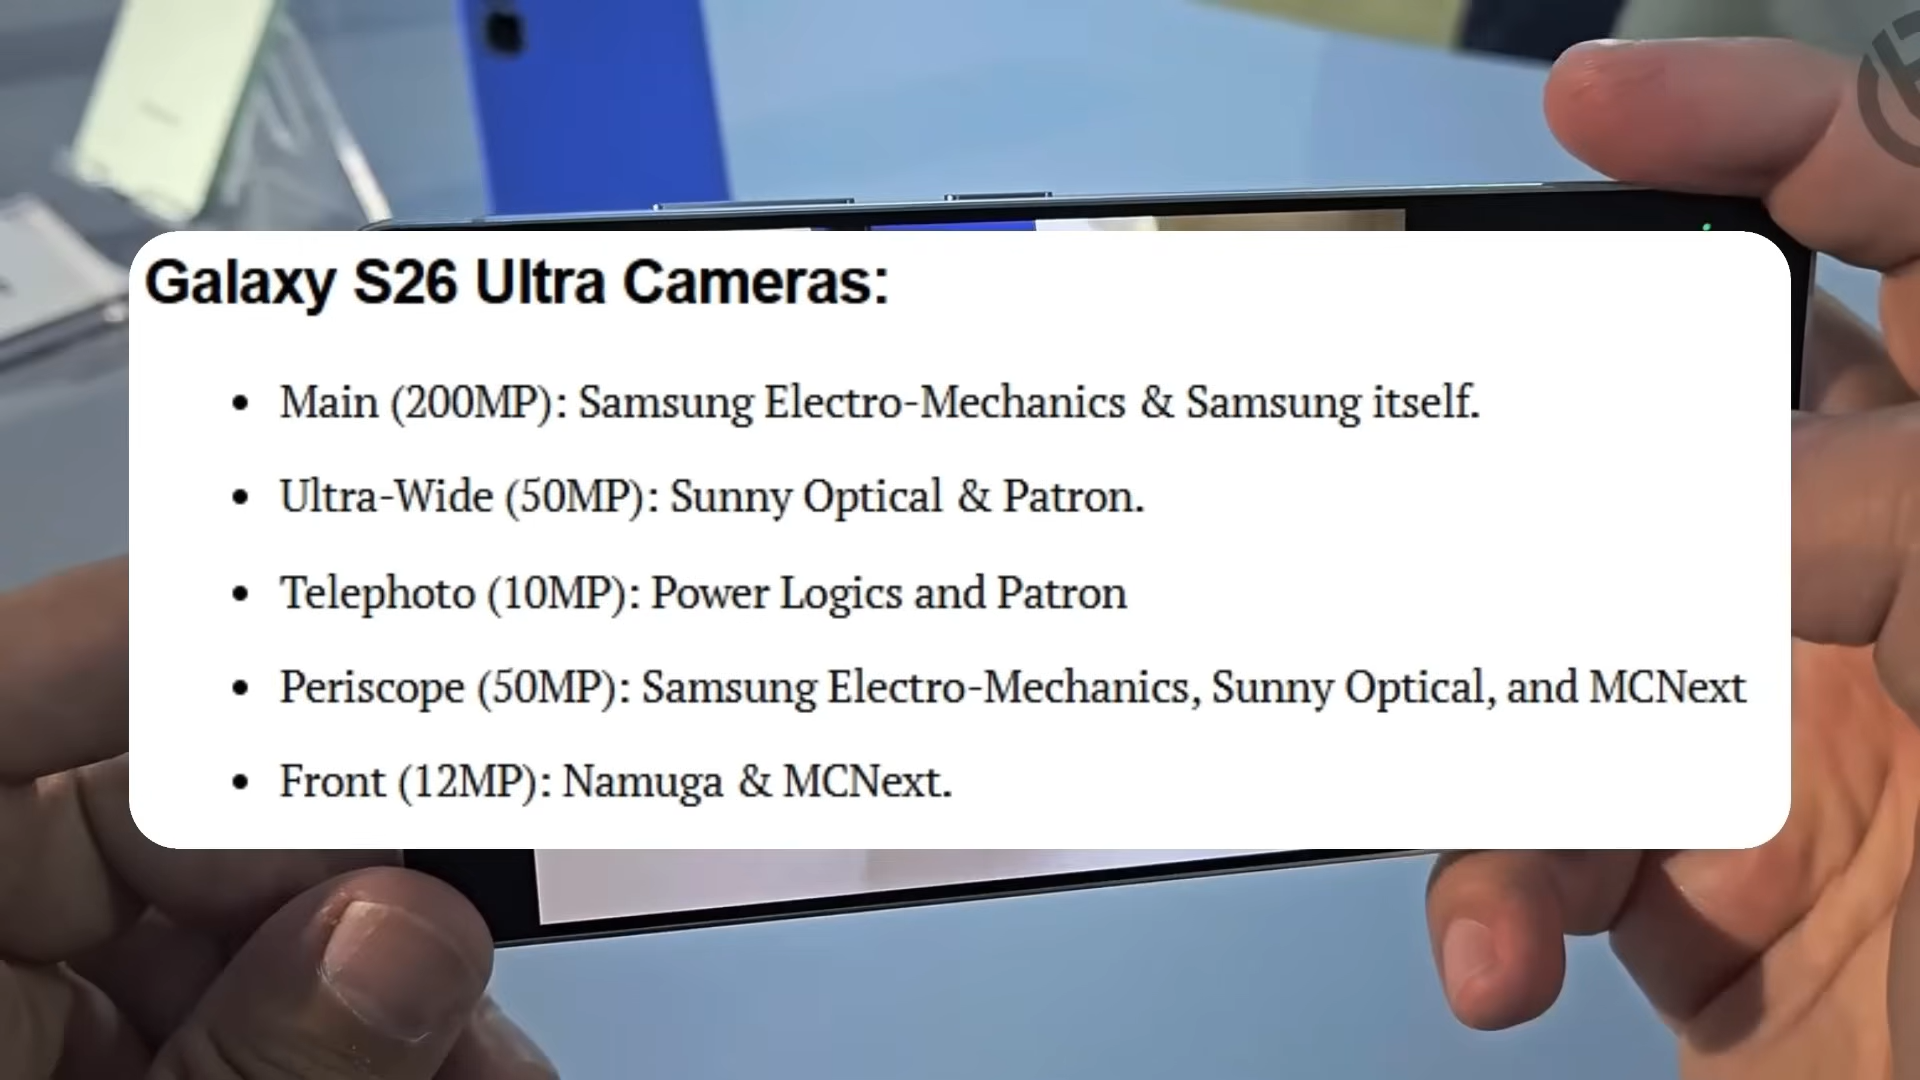 Galaxy S26 Ultra Cameras:
Main (200MP): Samsung Electro-Mechanics & Samsung itself.
Ultra-Wide (50MP): Sunny Optical & Patron.
Telephoto (10MP): Power Logics and Patron
Periscope (50MP): Samsung Electro-Mechanics, Sunny Optical, and MCNext
Front (12MP): Namuga & MCNext.